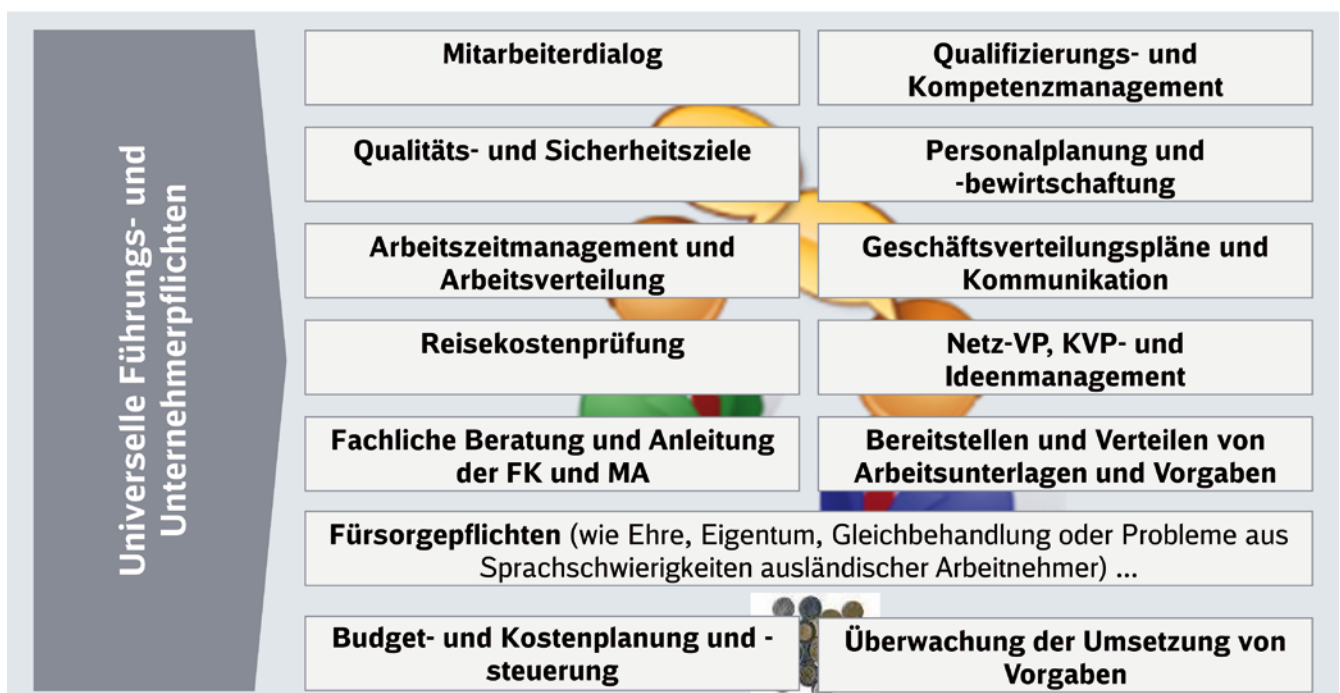 Universelle Führungs- und
Unternehmerpflichten
Mitarbeiterdialog
Qualifizierungs- und
Kompetenzmanagement
Qualitäts- und Sicherheitsziele
Personalplanung und
-bewirtschaftung
Arbeitszeitmanagement und
Arbeitsverteilung
Geschäftsverteilungspläne und
Kommunikation
Reisekostenprüfung
Netz-VP, KVP- und
Ideenmanagement
Fachliche Beratung und Anleitung
der FK und MA
Bereitstellen und Verteilen von
Arbeitsunterlagen und Vorgaben
Fürsorgepflichten (wie Ehre, Eigentum, Gleichbehandlung oder Probleme aus
Sprachschwierigkeiten ausländischer Arbeitnehmer) ...
Budget- und Kostenplanung und -
steuerung
Überwachung der Umsetzung von
Vorgaben